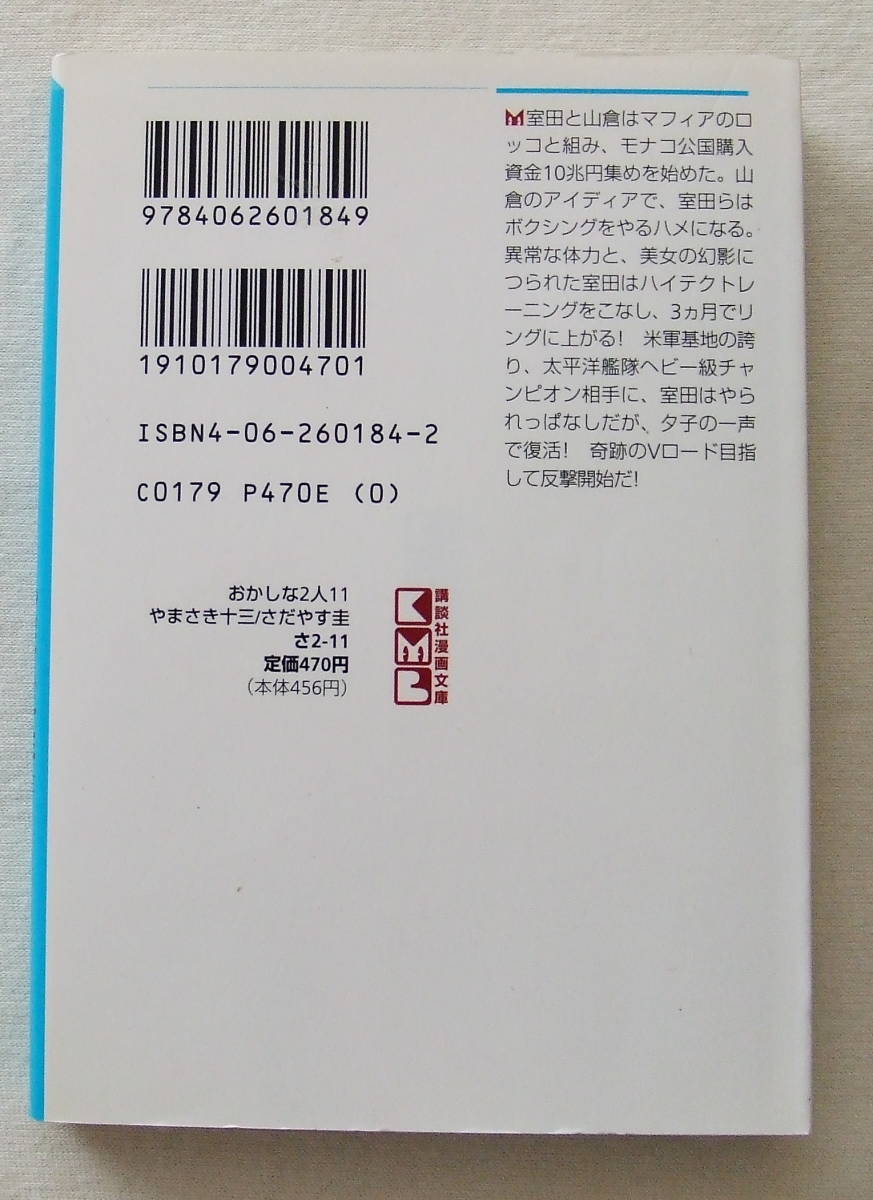 9784062601849
1910179004701
ISBN4-06-260184-2
C0179 P470E (0)
室田と山倉はマフィアのロ
ッコと組み、モナコ公国購入
資金10兆円集めを始めた。山
倉のアイディアで、室田らは
ボクシングをやるハメになる。
異常な体力と、美女の幻影に
つられた室田はハイテクトレ
ーニングをこなし、3ヵ月でリ
ングに上がる! 米軍基地の誇
り、太平洋艦隊ヘビー級チャ
ンピオン相手に、室田はやら
れっぱなしだが、夕子の一声
で復活! 奇跡のVロード目指
して反撃開始だ!
おかしな2人11
やまさき十三/さだやす圭
さ2-11
定価470円
(本体456円)
KMB
講談社漫画文庫